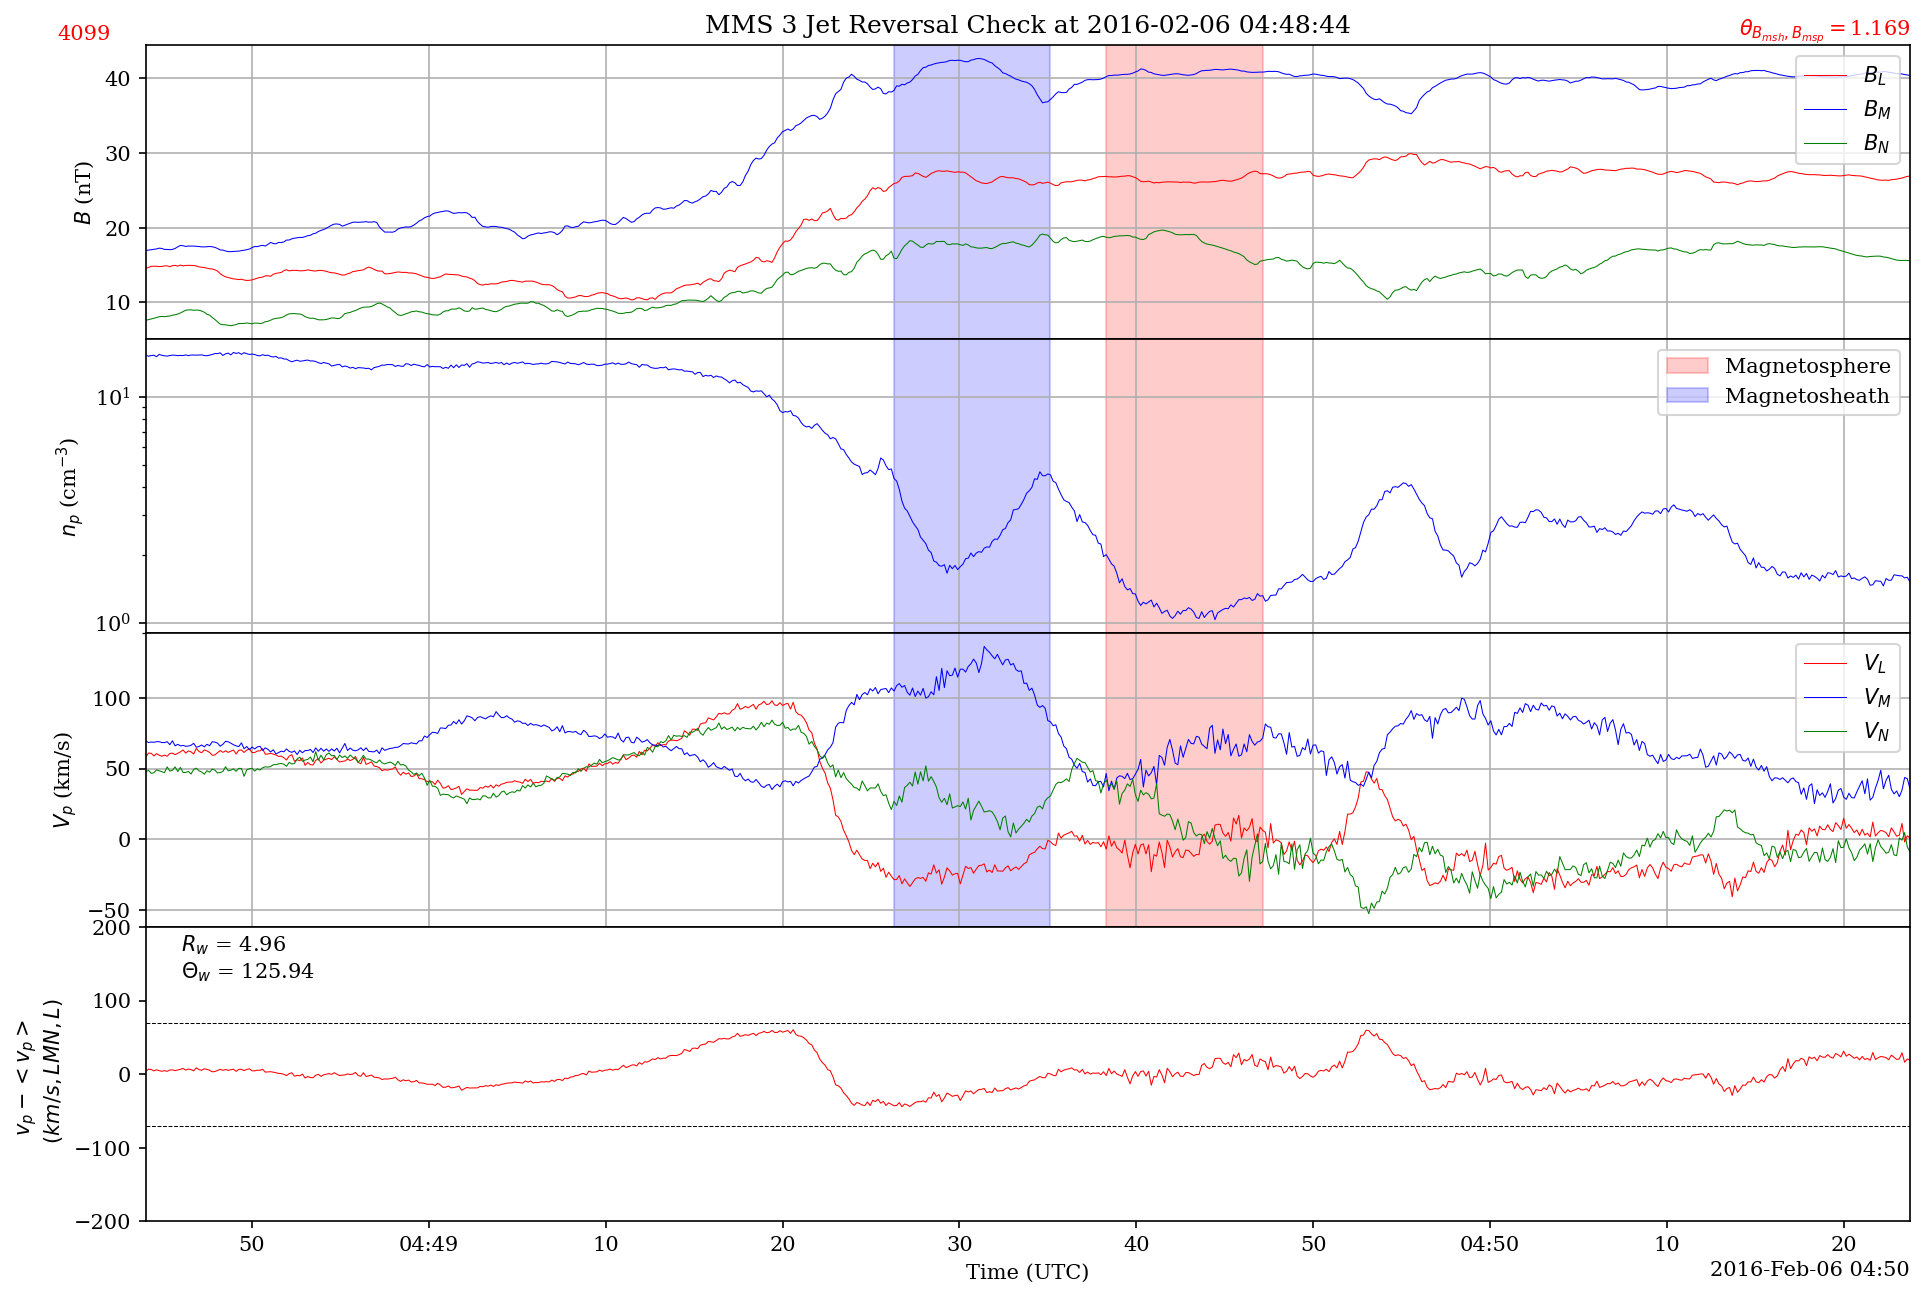 4099
MMS 3 Jet Reversal Check at 2016-02-06 04:48:44
θ_{B_{msh}, B_{msp}} = 1.169
40
30
20
10
B (nT)
B_L
B_M
B_N
10^1
10^0
n_p (cm^{-3})
Magnetosphere
Magnetosheath
100
50
0
−50
V_p (km/s)
V_L
V_M
V_N
200
100
0
−100
−200
v_p − < v_p >
(km/s, LMN, L)
R_w = 4.96
Θ_w = 125.94
50
04:49
10
20
30
40
50
04:50
10
20
Time (UTC)
2016-Feb-06 04:50